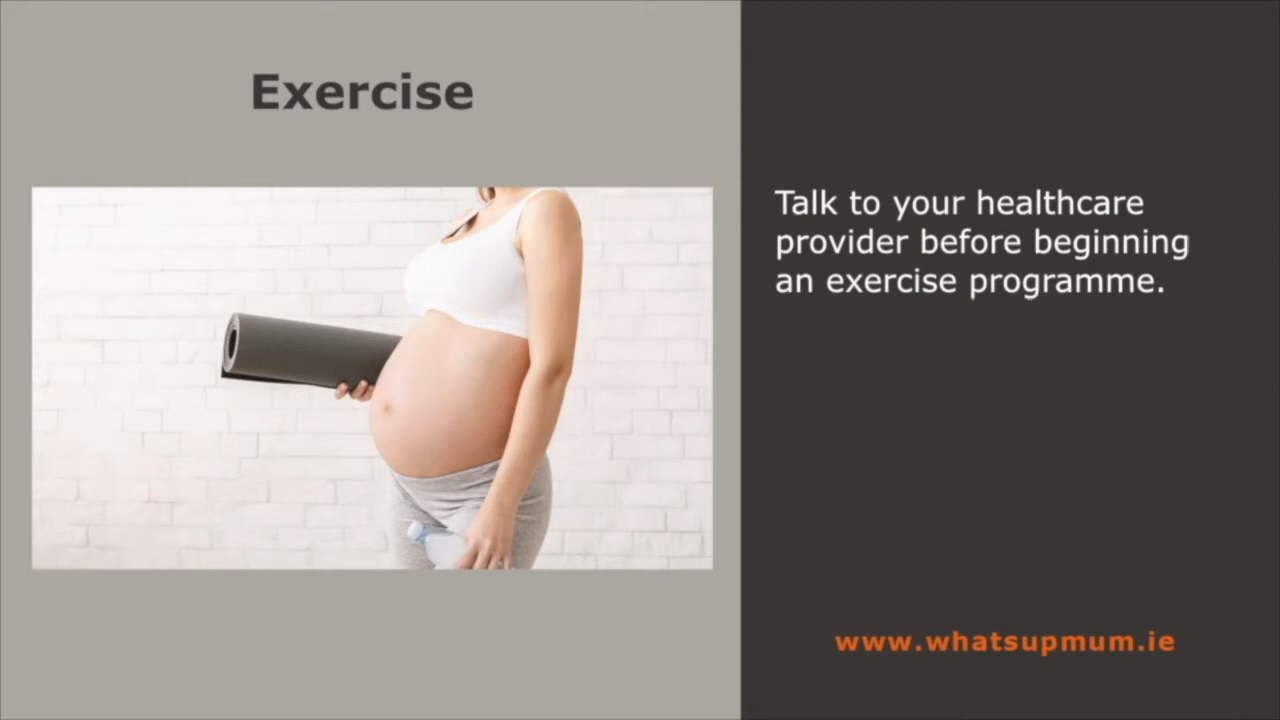 Exercise
Talk to your healthcare
provider before beginning
an exercise programme.
www.whatsupmum.ie